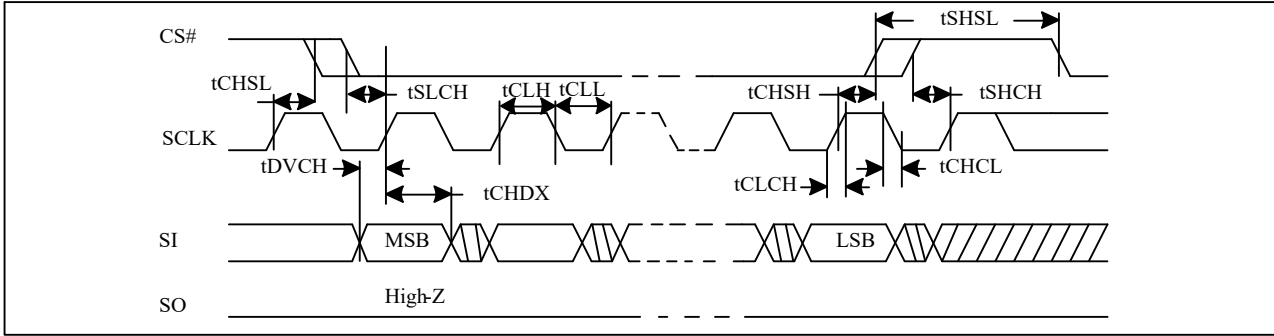 tSHSL
CS#
tCHSL
tSLCH
tCLH
tCLL
tCHSH
tSHCH
SCLK
tDVCH
tCHDX
tCLCH
tCHCL
SI
MSB
LSB
SO
High-Z